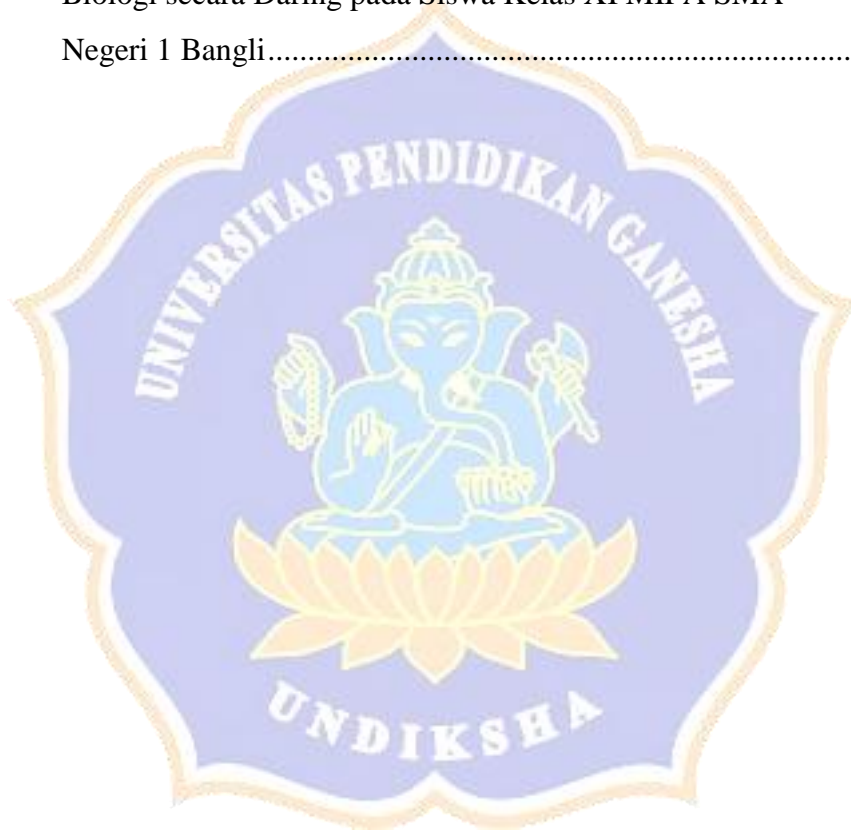 Biologi secara Daring pada Siswa Kelas XI MIPA SMA
Negeri 1 Bangli..........................................................................
UNIVERSITAS PENDIDIKAN GANESHA
UNDIKSHA